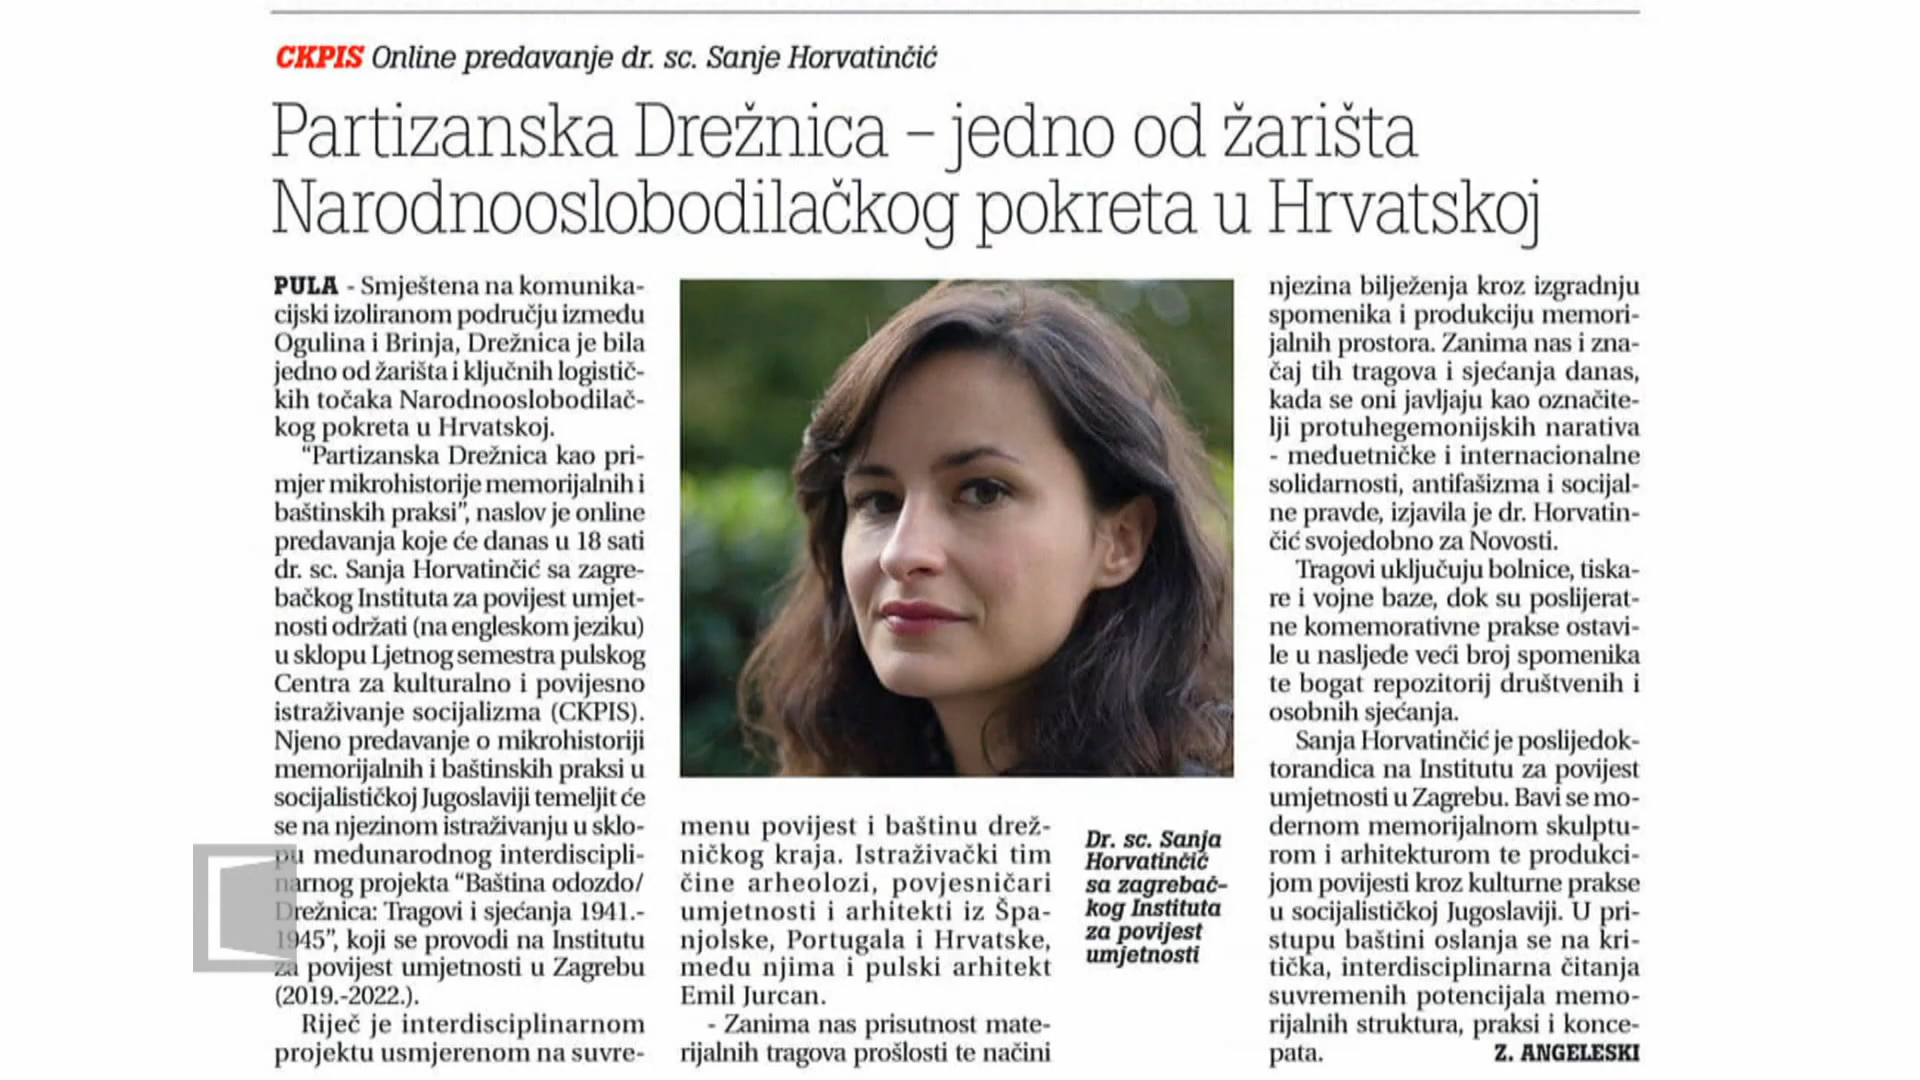 CKPIS Online predavanje dr. sc. Sanje Horvatinčić
Partizanska Drežnica – jedno od žarišta
Narodnooslobodilačkog pokreta u Hrvatskoj
PULA - Smještena na komunika-
cijski izoliranom području između
Ogulina i Brinja, Drežnica je bila
jedno od žarišta i ključnih logistič-
kih točaka Narodnooslobodilač-
kog pokreta u Hrvatskoj.
“Partizanska Drežnica kao pri-
mjer mikrohistorije memorijalnih i
baštinskih praksi”, naslov je online
predavanja koje će danas u 18 sati
dr. sc. Sanja Horvatinčić sa zagre-
bačkog Instituta za povijest umjet-
nosti održati (na engleskom jeziku)
u sklopu Ljetnog semestra pulskog
Centra za kulturalno i povijesno
istraživanje socijalizma (CKPIS).
Njeno predavanje o mikrohistoriji
memorijalnih i baštinskih praksi u
socijalističkoj Jugoslaviji temeljit će
se na njezinom istraživanju u sklo-
pu međunarodnog interdiscipli-
narnog projekta “Baština odozdo/
Drežnica: Tragovi i sjećanja 1941.-
1945”, koji se provodi na Institutu
za povijest umjetnosti u Zagrebu
(2019.-2022.).
Riječ je interdisciplinarnom
projektu usmjerenom na suvre-
menu povijest i baštinu drež-
ničkog kraja. Istraživački tim
čine arheolozi, povjesničari
umjetnosti i arhitekti iz Špa-
njolske, Portugala i Hrvatske,
među njima i pulski arhitekt
Emil Jurcan.
- Zanima nas prisutnost mate-
rijalnih tragova prošlosti te načini
Dr. sc. Sanja
Horvatinčić
sa zagrebač-
kog Instituta
za povijest
umjetnosti
njezina bilježenja kroz izgradnju
spomenika i produkciju memori-
jalnih prostora. Zanima nas i zna-
čaj tih tragova i sjećanja danas,
kada se oni javljaju kao označite-
lji protuhegemonijskih narativa
- međuetničke i internacionalne
solidarnosti, antifašizma i socijal-
ne pravde, izjavila je dr. Horvatin-
čić svojedobno za Novosti.
Tragovi uključuju bolnice, tiska-
re i vojne baze, dok su poslijerat-
ne komemorativne prakse ostavi-
le u nasljeđe veći broj spomenika
te bogat repozitorij društvenih i
osobnih sjećanja.
Sanja Horvatinčić je poslijedok-
torandica na Institutu za povijest
umjetnosti u Zagrebu. Bavi se mo-
dernom memorijalnom skulptu-
rom i arhitekturom te produkci-
jom povijesti kroz kulturne prakse
u socijalističkoj Jugoslaviji. U pri-
stupu baštini oslanja se na kri-
tička, interdisciplinarna čitanja
suvremenih potencijala memo-
rijalnih struktura, praksi i konce-
pata. Z. ANGELESKI